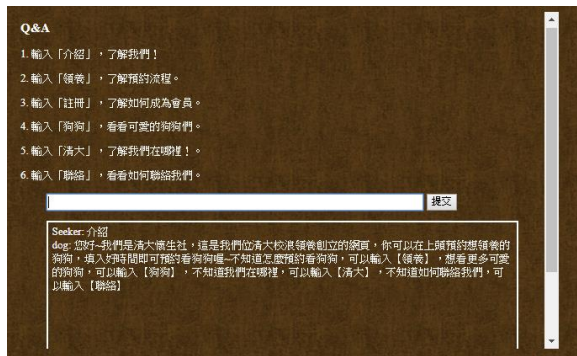 Q&A
1. 輸入「介紹」，了解我們！
2. 輸入「領養」，了解預約流程。
3. 輸入「註冊」，了解如何成為會員。
4. 輸入「狗狗」，看看可愛的狗狗們。
5. 輸入「清大」，了解我們在哪裡！。
6. 輸入「聯絡」，看看如何聯絡我們。
提交
Seeker: 介紹
dog: 您好~我們是清大懷生社，這是我們位清大校浪領養創立的網頁，你可以在上頭預約想領養的
狗狗，填入好時間即可預約看狗狗喔~不知道怎麼預約看狗狗，可以輸入【領養】，想看更多可愛
的狗狗，可以輸入【狗狗】，不知道我們在哪裡，可以輸入【清大】，不知道如何聯絡我們，可
以輸入【聯絡】